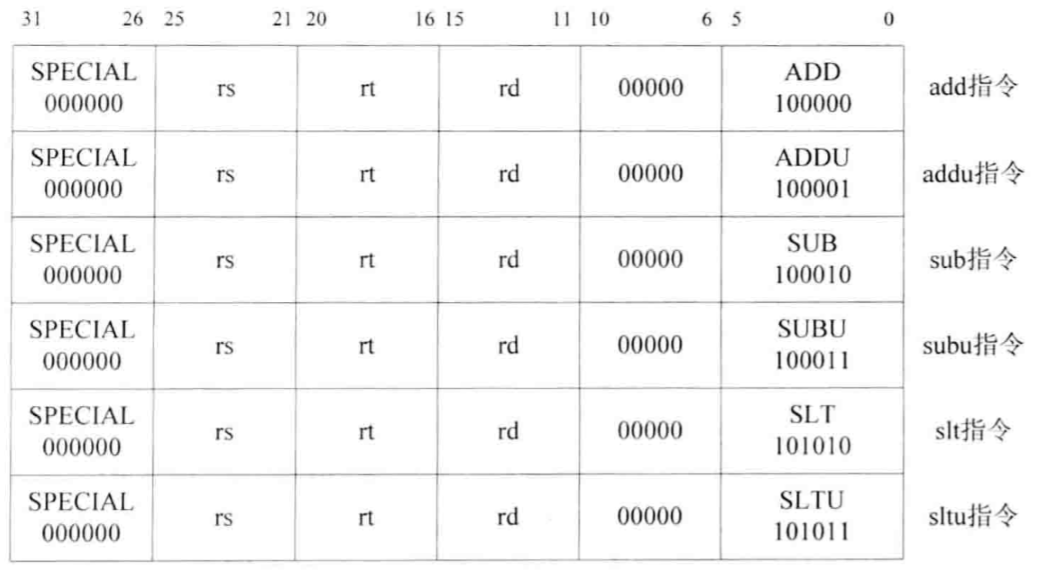 31 26 25 21 20 16 15 11 10 6 5 0
SPECIAL ADD
000000 rs rt rd 00000 100000 add指令
SPECIAL ADDU
000000 rs rt rd 00000 100001 addu指令
SPECIAL SUB
000000 rs rt rd 00000 100010 sub指令
SPECIAL SUBU
000000 rs rt rd 00000 100011 subu指令
SPECIAL SLT
000000 rs rt rd 00000 101010 slt指令
SPECIAL SLTU
000000 rs rt rd 00000 101011 sltu指令